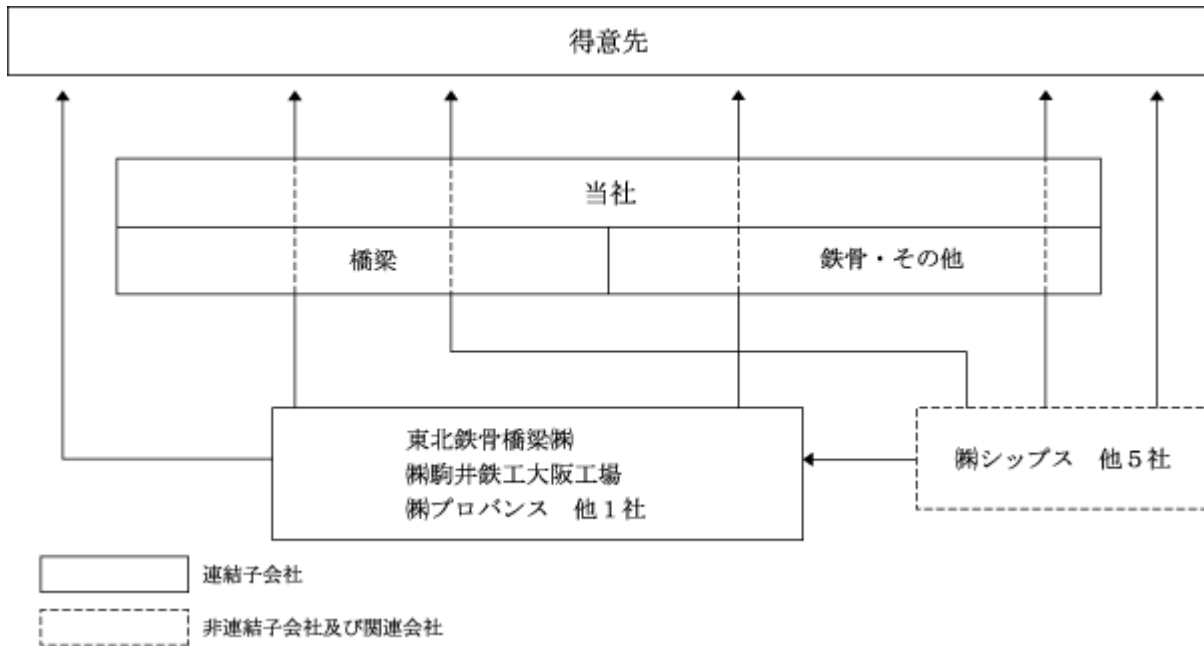 得意先
当社
橋梁
鉄骨・その他
東北鉄骨橋梁㈱
㈱駒井鉄工大阪工場
㈱プロバンス　他１社
㈱シップス　他５社
連結子会社
非連結子会社及び関連会社